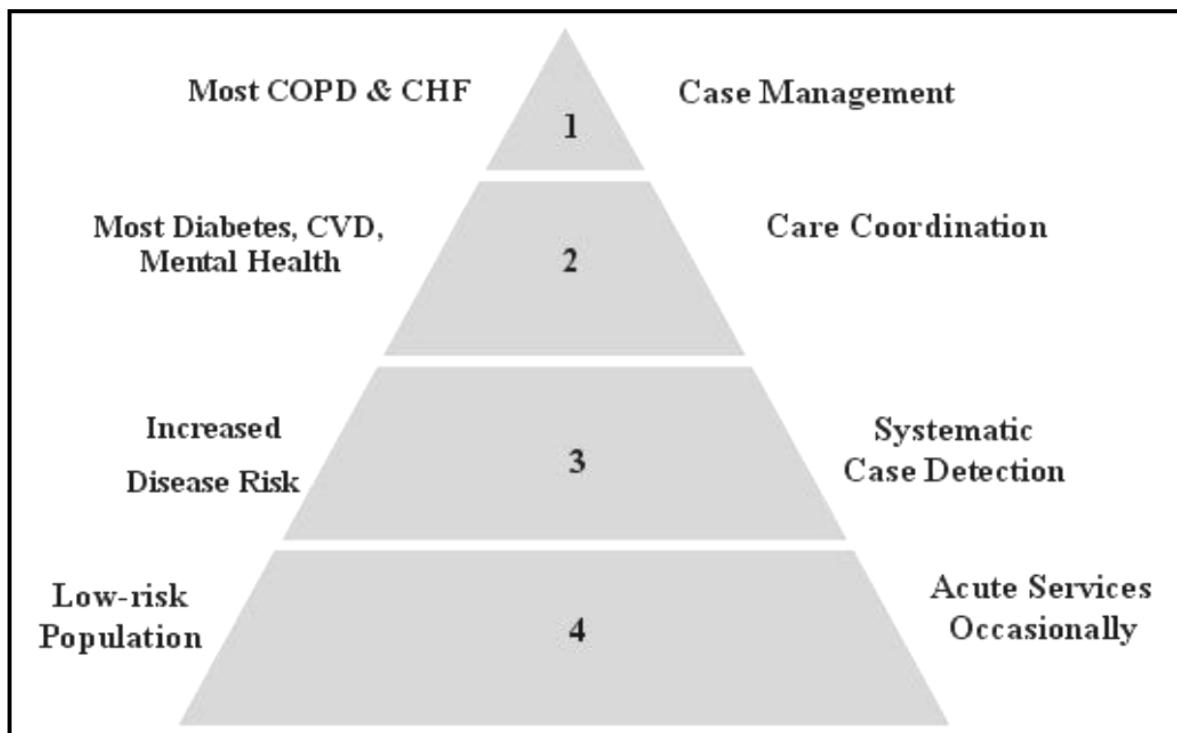 Most COPD & CHF
Case Management
1
Most Diabetes, CVD,
Mental Health
Care Coordination
2
Increased
Disease Risk
Systematic
Case Detection
3
Low-risk
Population
Acute Services
Occasionally
4